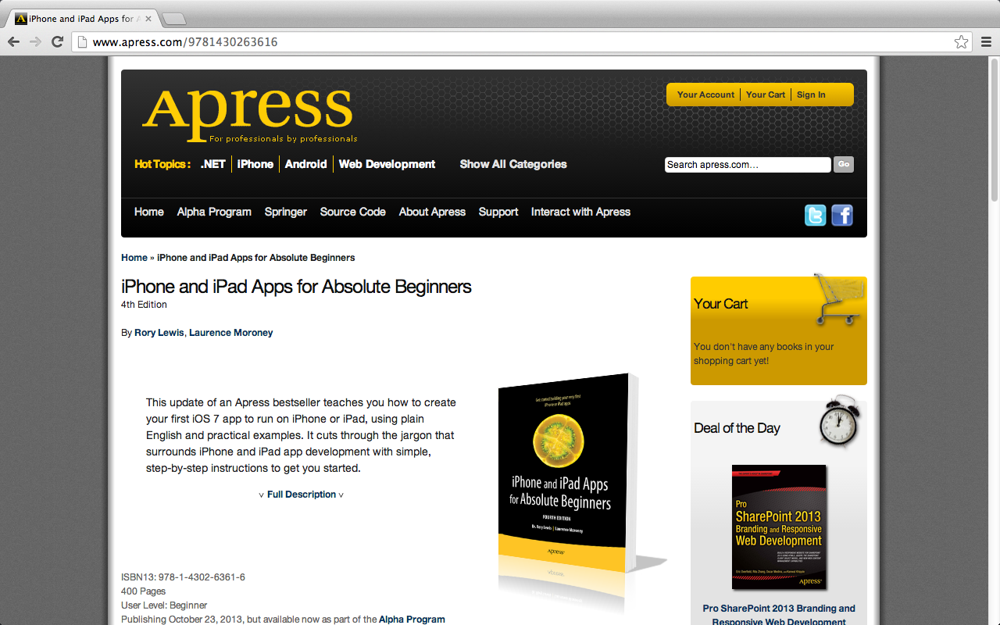 iPhone and iPad Apps for A
www.apress.com/9781430263616
Apress
For professionals by professionals
Your Account Your Cart Sign In
Hot Topics: .NET iPhone Android Web Development Show All Categories
Search apress.com... Go
Home Alpha Program Springer Source Code About Apress Support Interact with Apress
Home » iPhone and iPad Apps for Absolute Beginners
iPhone and iPad Apps for Absolute Beginners
4th Edition
By Rory Lewis, Laurence Moroney
This update of an Apress bestseller teaches you how to create
your first iOS 7 app to run on iPhone or iPad, using plain
English and practical examples. It cuts through the jargon that
surrounds iPhone and iPad app development with simple,
step-by-step instructions to get you started.
v Full Description v
ISBN13: 978-1-4302-6361-6
400 Pages
User Level: Beginner
Publishing October 23, 2013, but available now as part of the Alpha Program
Get started building your very first
iPhone or iPad apps
iPhone and iPad Apps
for Absolute Beginners
FOURTH EDITION
Dr. Rory Lewis | Laurence Moroney
Apress®
Your Cart
You don't have any books in your
shopping cart yet!
Deal of the Day
Pro
SharePoint 2013
Branding and Responsive
Web Development
Apress®
Pro SharePoint 2013 Branding and
Responsive Web Development